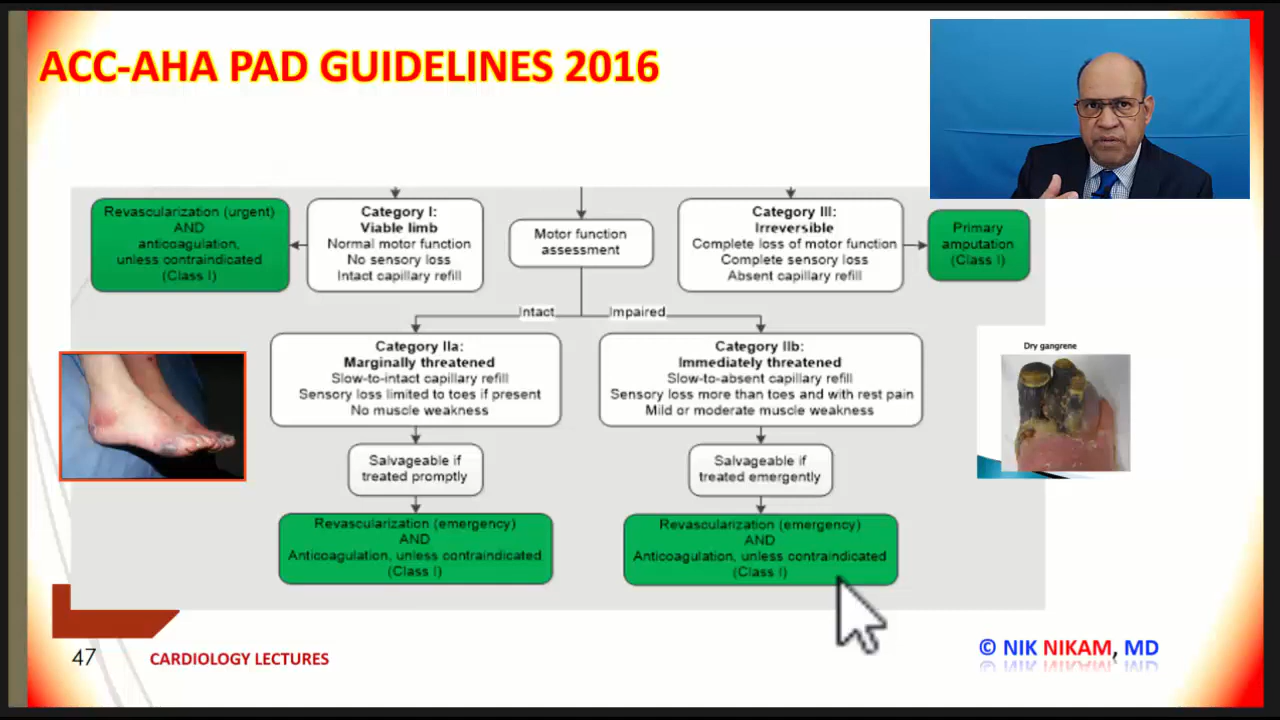 ACC-AHA PAD GUIDELINES 2016
Revascularization (urgent)
AND
anticoagulation,
unless contraindicated
(Class I)
Category I:
Viable limb
Normal motor function
No sensory loss
Intact capillary refill
Motor function
assessment
Category III:
Irreversible
Complete loss of motor function
Complete sensory loss
Absent capillary refill
Primary
amputation
(Class I)
Intact
Impaired
Category IIa:
Marginally threatened
Slow-to-intact capillary refill
Sensory loss limited to toes if present
No muscle weakness
Category IIb:
Immediately threatened
Slow-to-absent capillary refill
Sensory loss more than toes and with rest pain
Mild or moderate muscle weakness
Dry gangrene
Salvageable if
treated promptly
Salvageable if
treated emergently
Revascularization (emergency)
AND
Anticoagulation, unless contraindicated
(Class I)
Revascularization (emergency)
AND
Anticoagulation, unless contraindicated
(Class I)
47
CARDIOLOGY LECTURES
© NIK NIKAM, MD